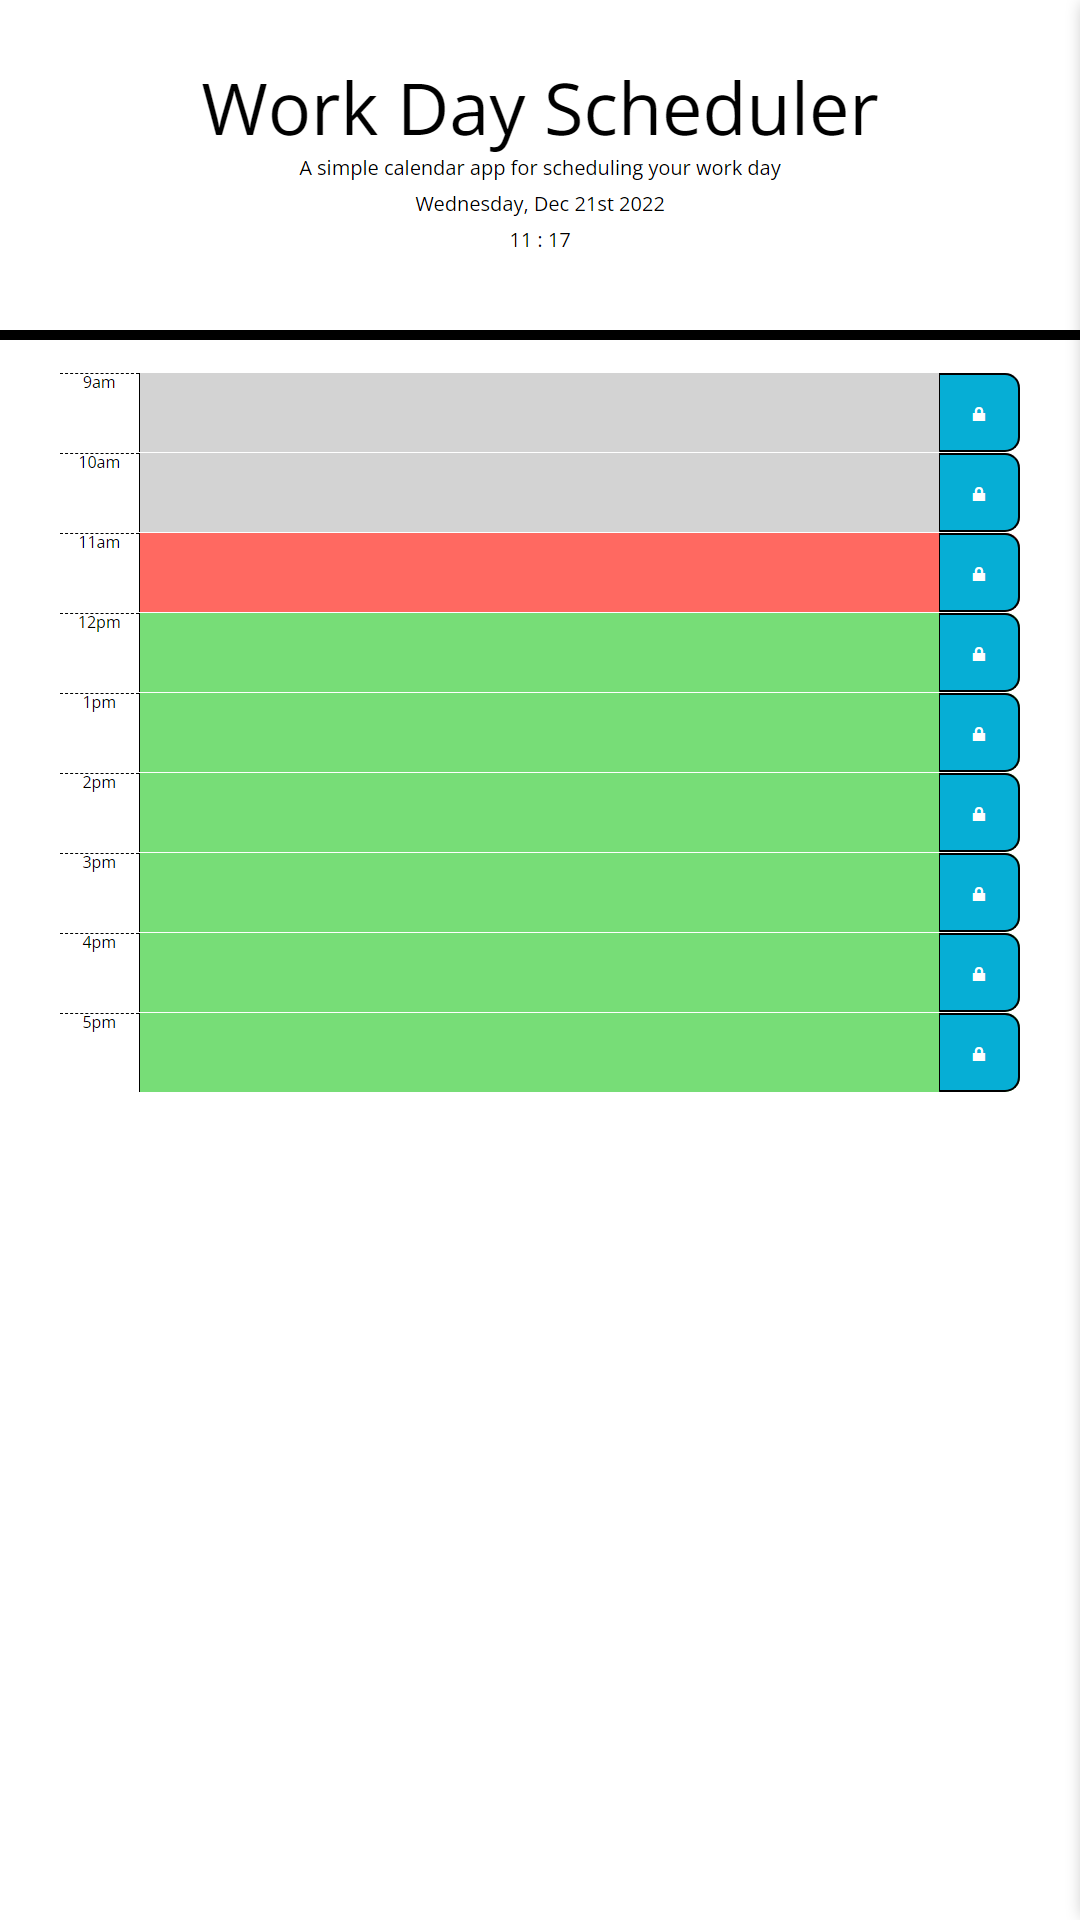 Work Day Scheduler
A simple calendar app for scheduling your work day
Wednesday, Dec 21st 2022
11 : 17
9am
10am
11am
12pm
1pm
2pm
3pm
4pm
5pm